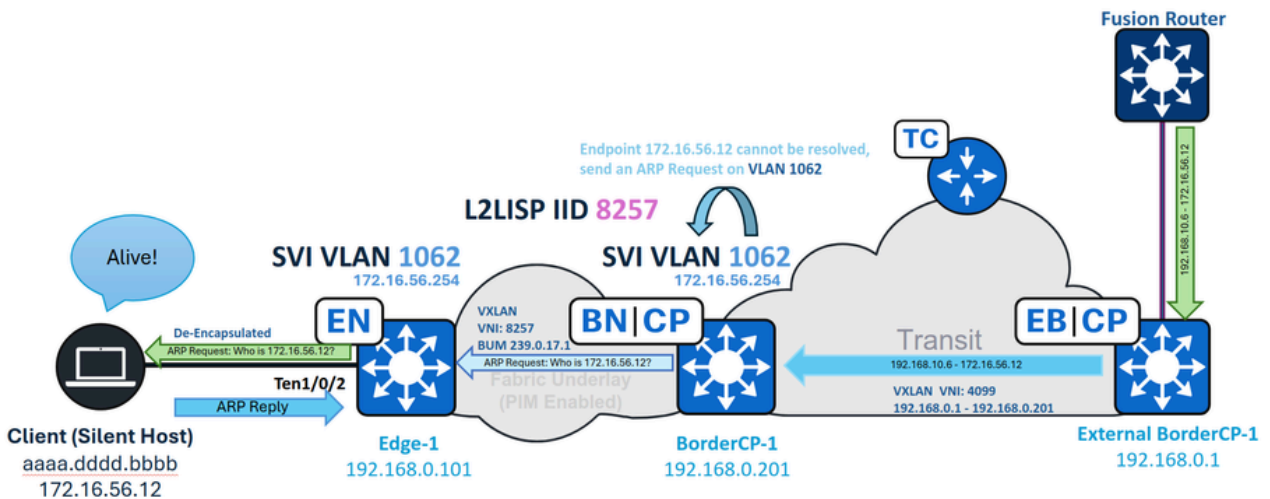 Fusion Router
192.168.10.6 - 172.16.56.12
TC
Endpoint 172.16.56.12 cannot be resolved,
send an ARP Request on VLAN 1062
L2LISP IID 8257
Alive!
SVI VLAN 1062
172.16.56.254
SVI VLAN 1062
172.16.56.254
EN
VXLAN
VNI: 8257
BUM 239.0.17.1
BN|CP
EB|CP
De-Encapsulated
ARP Request: Who is 172.16.56.12?
ARP Request: Who is 172.16.56.12?
Transit
192.168.10.6 - 172.16.56.12
Fabric Underlay
(PIM Enabled)
VXLAN VNI: 4099
192.168.0.1 - 192.168.0.201
Ten1/0/2
ARP Reply
Client (Silent Host)
aaaa.dddd.bbbb
172.16.56.12
Edge-1
192.168.0.101
BorderCP-1
192.168.0.201
External BorderCP-1
192.168.0.1